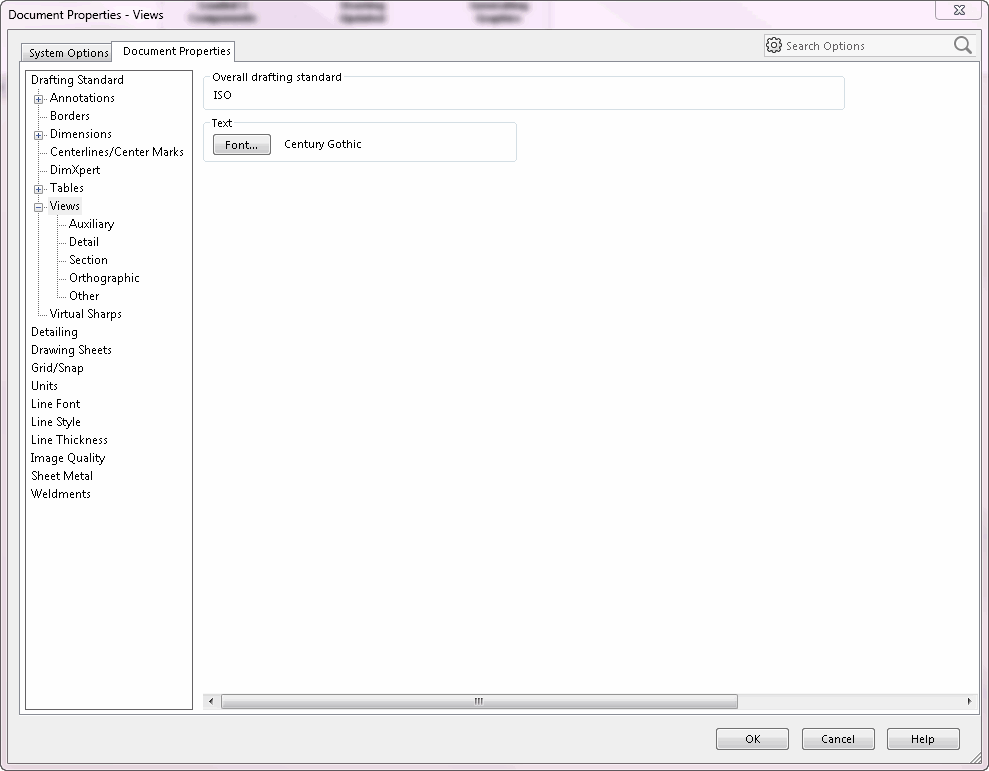 Document Properties - Views
System Options
Document Properties
Search Options
Drafting Standard
Annotations
Borders
Dimensions
Centerlines/Center Marks
DimXpert
Tables
Views
Auxiliary
Detail
Section
Orthographic
Other
Virtual Sharps
Detailing
Drawing Sheets
Grid/Snap
Units
Line Font
Line Style
Line Thickness
Image Quality
Sheet Metal
Weldments
Overall drafting standard
ISO
Text
Font...
Century Gothic
OK
Cancel
Help